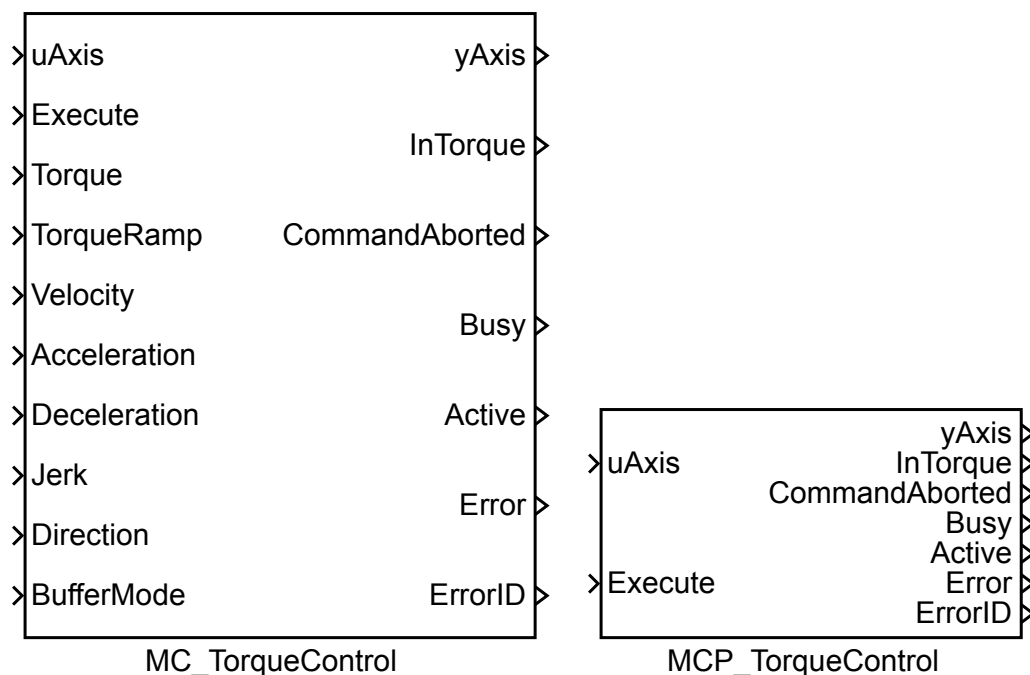 uAxis
Execute
Torque
TorqueRamp
Velocity
Acceleration
Deceleration
Jerk
Direction
BufferMode
yAxis
InTorque
CommandAborted
Busy
Active
Error
ErrorID
MC_TorqueControl
uAxis
Execute
yAxis
InTorque
CommandAborted
Busy
Active
Error
ErrorID
MCP_TorqueControl